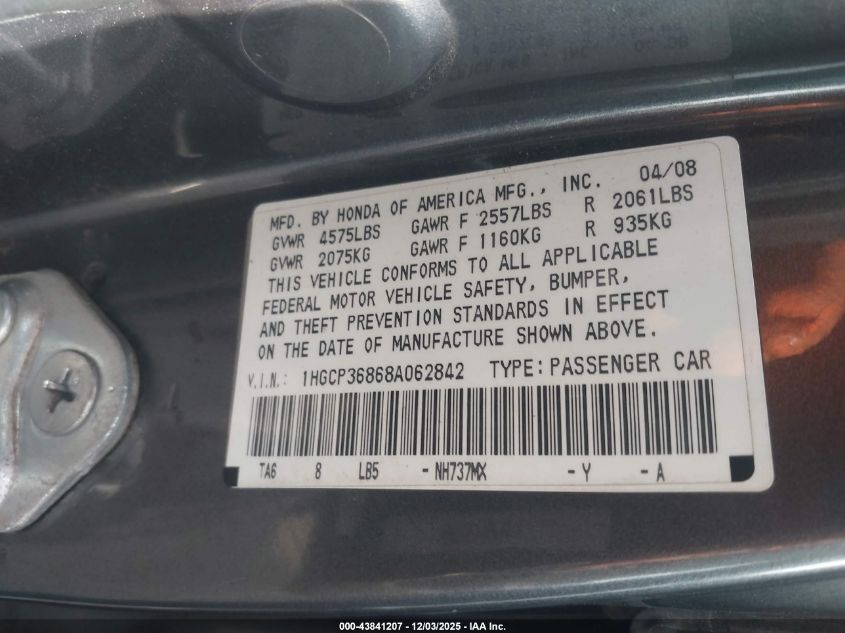 MFD. BY HONDA OF AMERICA MFG., INC. 04/08
GVWR 4575LBS GAWR F 2557LBS R 2061LBS
GVWR 2075KG GAWR F 1160KG R 935KG
THIS VEHICLE CONFORMS TO ALL APPLICABLE
FEDERAL MOTOR VEHICLE SAFETY, BUMPER,
AND THEFT PREVENTION STANDARDS IN EFFECT
ON THE DATE OF MANUFACTURE SHOWN ABOVE.
V.I.N.: 1HGCP36868A062842 TYPE: PASSENGER CAR
TA6 8 LB5 - NH737MX - Y - A
000-43841207 - 12/03/2025 - IAA Inc.